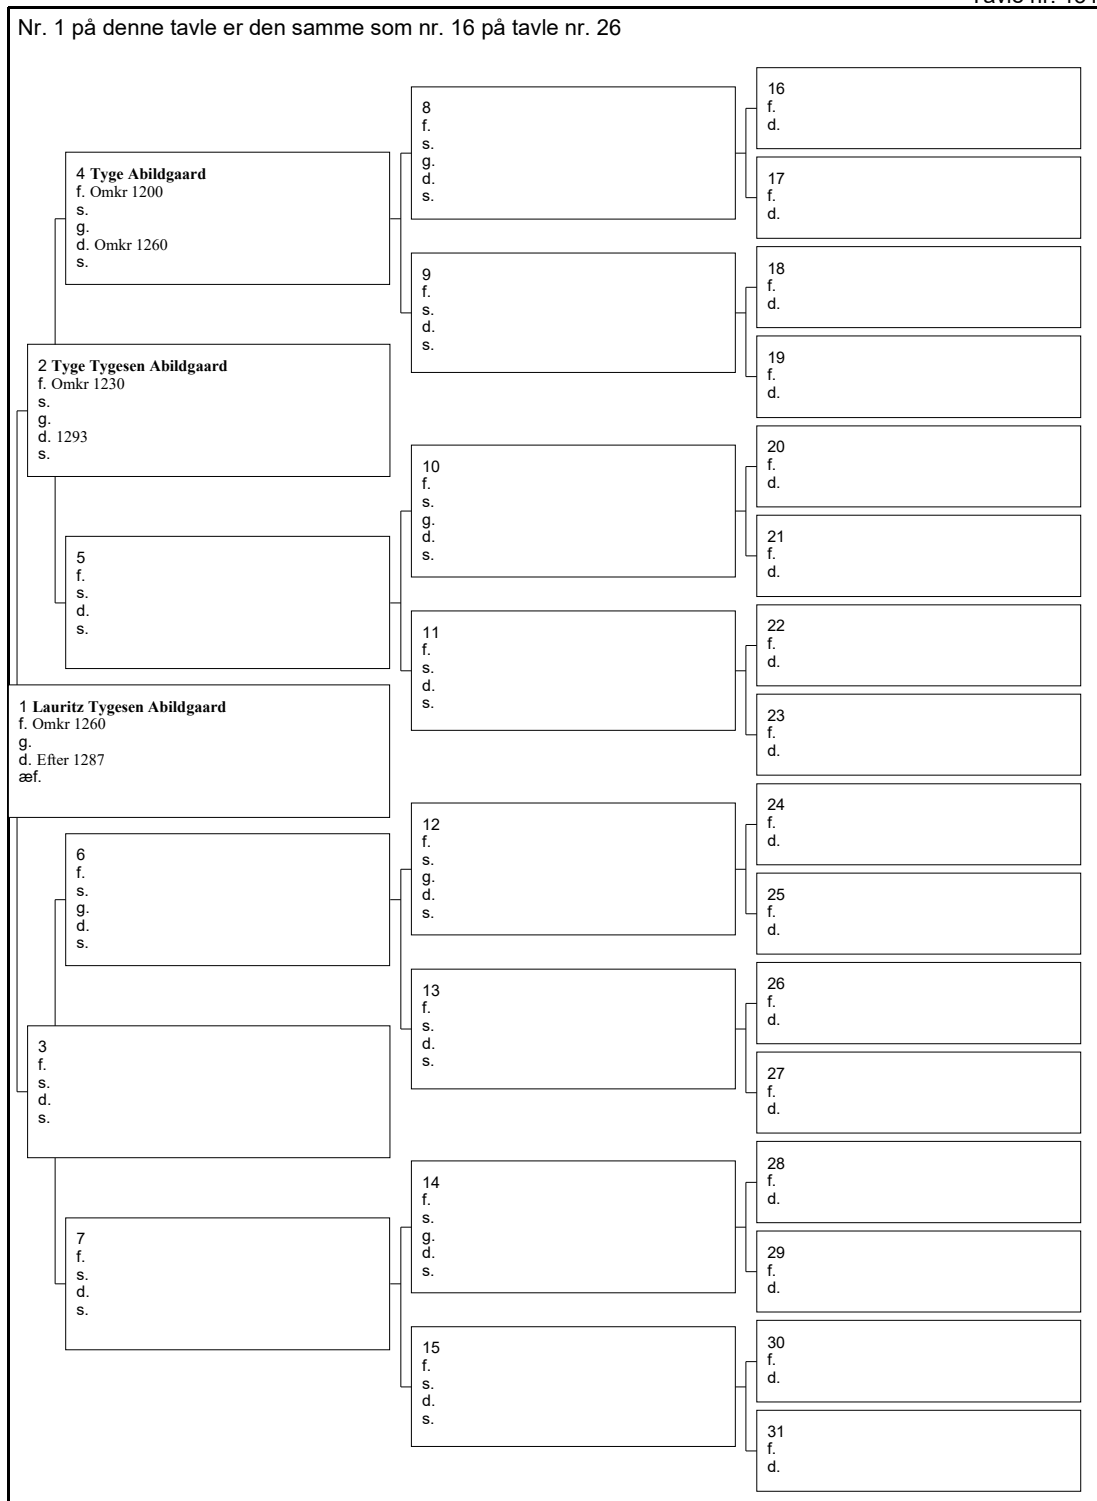 Nr. 1 på denne tavle er den samme som nr. 16 på tavle nr. 26
4 Tyge Abildgaard
f. Omkr 1200
s.
g.
d. Omkr 1260
s.
2 Tyge Tygesen Abildgaard
f. Omkr 1230
s.
g.
d. 1293
s.
5
f.
s.
d.
s.
1 Lauritz Tygesen Abildgaard
f. Omkr 1260
g.
d. Efter 1287
æf.
6
f.
s.
g.
d.
s.
3
f.
s.
d.
s.
7
f.
s.
d.
s.
8
f.
s.
g.
d.
s.
9
f.
s.
d.
s.
10
f.
s.
g.
d.
s.
11
f.
s.
d.
s.
12
f.
s.
g.
d.
s.
13
f.
s.
d.
s.
14
f.
s.
g.
d.
s.
15
f.
s.
d.
s.
16
f.
d.
17
f.
d.
18
f.
d.
19
f.
d.
20
f.
d.
21
f.
d.
22
f.
d.
23
f.
d.
24
f.
d.
25
f.
d.
26
f.
d.
27
f.
d.
28
f.
d.
29
f.
d.
30
f.
d.
31
f.
d.